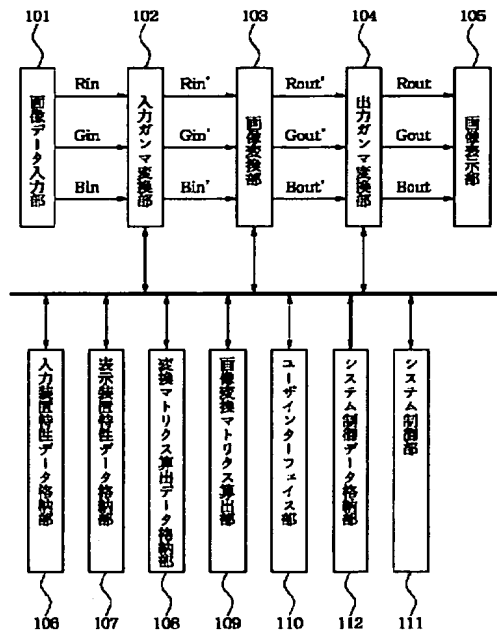 101 102 103 104 105
画像データ入力部
Rin
Gin
Bin
入力ガンマ変換部
Rin'
Gin'
Bin'
画像変換部
Rout'
Gout'
Bout'
出力ガンマ変換部
Rout
Gout
Bout
画像表示部
入力装置特性データ格納部
表示装置特性データ格納部
変換マトリクス算出データ格納部
画像変換マトリクス算出部
ユーザインターフェイス部
システム制御データ格納部
システム制御部
106 107 108 109 110 112 111